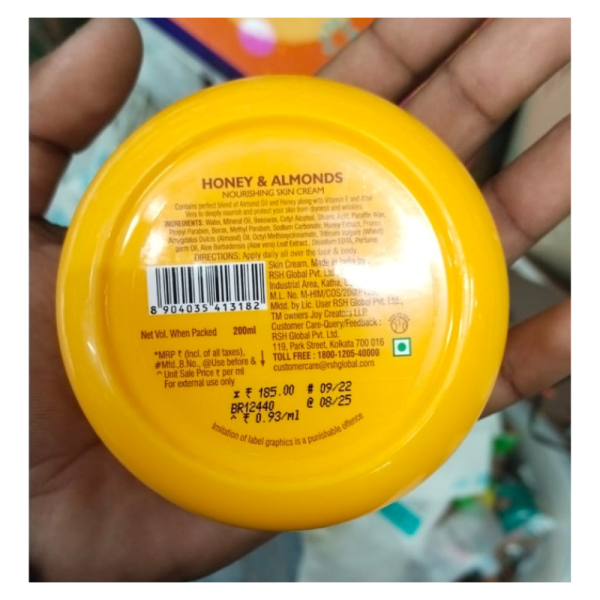 HONEY & ALMONDS
NOURISHING SKIN CREAM
Contains perfect blend of Almond Oil and Honey along with Vitamin E and Aloe
Vera to deeply nourish and protect your skin from dryness and wrinkles.
INGREDIENTS: Water, Mineral Oil, Beeswax, Cetyl Alcohol, Stearic Acid, Paraffin Wax,
Propyl Paraben, Borax, Methyl Paraben, Sodium Carbonate, Honey Extract, Prunus
Amygdalus Dulcis (Almond) Oil, Octyl Methoxycinnamate, Triticum Vulgare (Wheat)
germ Oil, Aloe Barbadensis (Aloe vera) Leaf Extract, Disodium EDTA, Perfume
DIRECTIONS: Apply daily all over the face & body.
8 904035 413182
Skin Cream, Made in India by
RSH Global Pvt. Ltd.
Industrial Area, Katha,
M.L. No. M-HIM/COS/
Mktd. by Lic. User RSH Global Pvt. Ltd.,
TM owners Joy Creators LLP
Customer Care-Query/Feedback:
RSH Global Pvt. Ltd.
119, Park Street, Kolkata 700 016
TOLL FREE : 1800-1205-40000
customercare@rshglobal.com
Net Vol. When Packed 200ml
*MRP ₹ (Incl. of all taxes),
#Mfd.,B.No., @Use before &
^ Unit Sale Price ₹ per ml
For external use only
x ₹ 185.00 # 09/22
BR12440 @ 08/25
^ ₹ 0.93/ml
Imitation of label graphics is a punishable offence